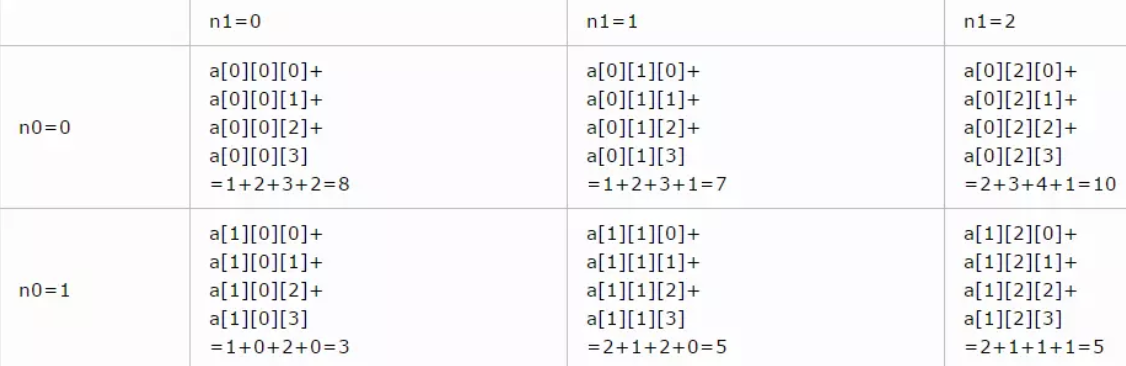 n1=0
n1=1
n1=2
n0=0
a[0][0][0]+
a[0][0][1]+
a[0][0][2]+
a[0][0][3]
=1+2+3+2=8
a[0][1][0]+
a[0][1][1]+
a[0][1][2]+
a[0][1][3]
=1+2+3+1=7
a[0][2][0]+
a[0][2][1]+
a[0][2][2]+
a[0][2][3]
=2+3+4+1=10
n0=1
a[1][0][0]+
a[1][0][1]+
a[1][0][2]+
a[1][0][3]
=1+0+2+0=3
a[1][1][0]+
a[1][1][1]+
a[1][1][2]+
a[1][1][3]
=2+1+2+0=5
a[1][2][0]+
a[1][2][1]+
a[1][2][2]+
a[1][2][3]
=2+1+1+1=5